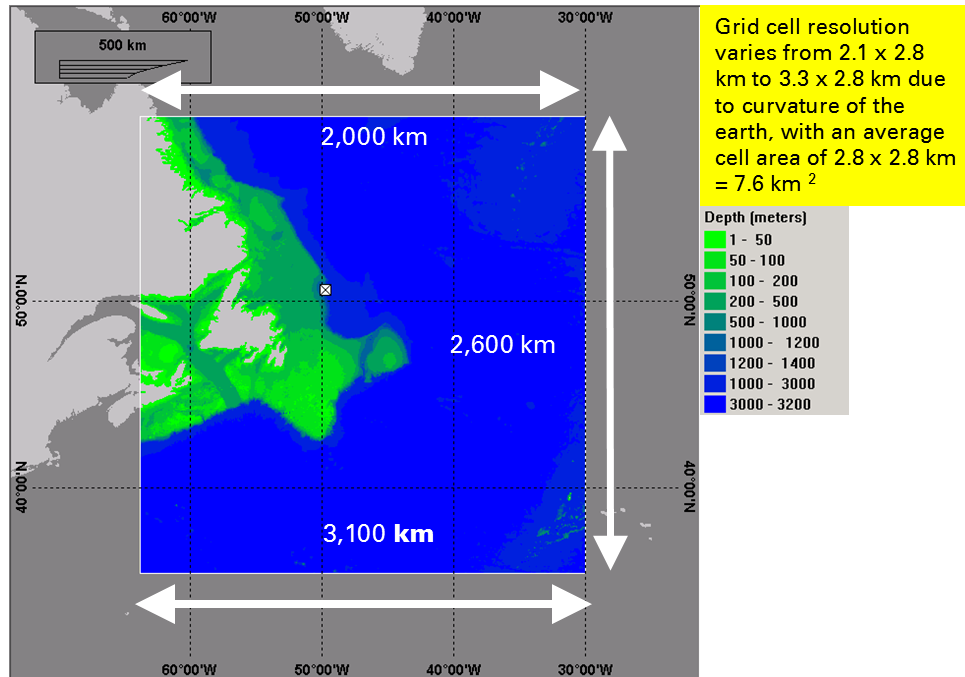 60°00'W 50°00'W 40°00'W 30°00'W
500 km
2,000 km
50°00'N
50°00'N
2,600 km
40°00'N
40°00'N
3,100 km
60°00'W 50°00'W 40°00'W 30°00'W
Grid cell resolution
varies from 2.1 x 2.8
km to 3.3 x 2.8 km due
to curvature of the
earth, with an average
cell area of 2.8 x 2.8 km
= 7.6 km ²
Depth (meters)
1 - 50
50 - 100
100 - 200
200 - 500
500 - 1000
1000 - 1200
1200 - 1400
1000 - 3000
3000 - 3200